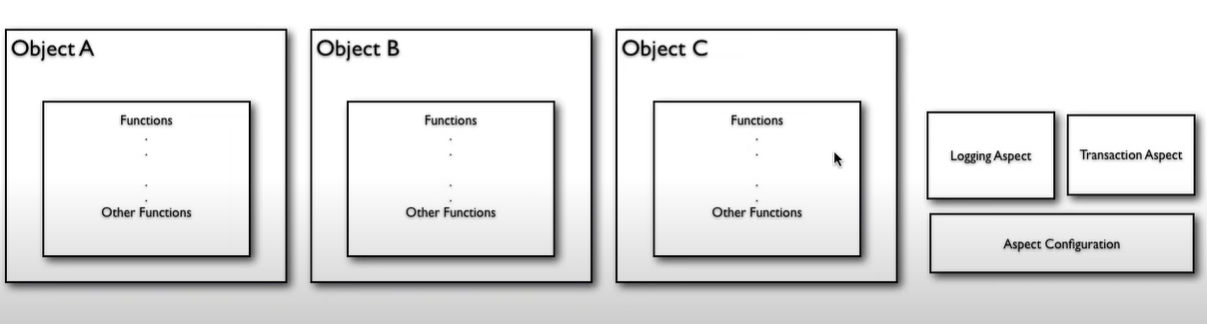 Object A
Functions
.
.
.
.
Other Functions
Object B
Functions
.
.
.
.
Other Functions
Object C
Functions
.
.
.
.
Other Functions
Logging Aspect
Transaction Aspect
Aspect Configuration